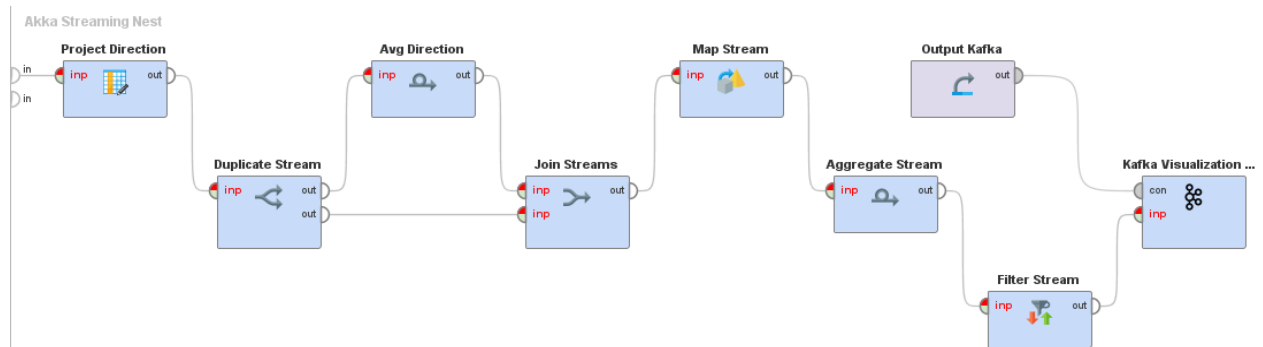 Akka Streaming Nest
in
in
Project Direction
inp
out
Duplicate Stream
inp
out
out
Avg Direction
inp
out
Join Streams
inp
out
inp
Map Stream
inp
out
Aggregate Stream
inp
out
Output Kafka
out
Filter Stream
inp
out
Kafka Visualization ...
con
inp